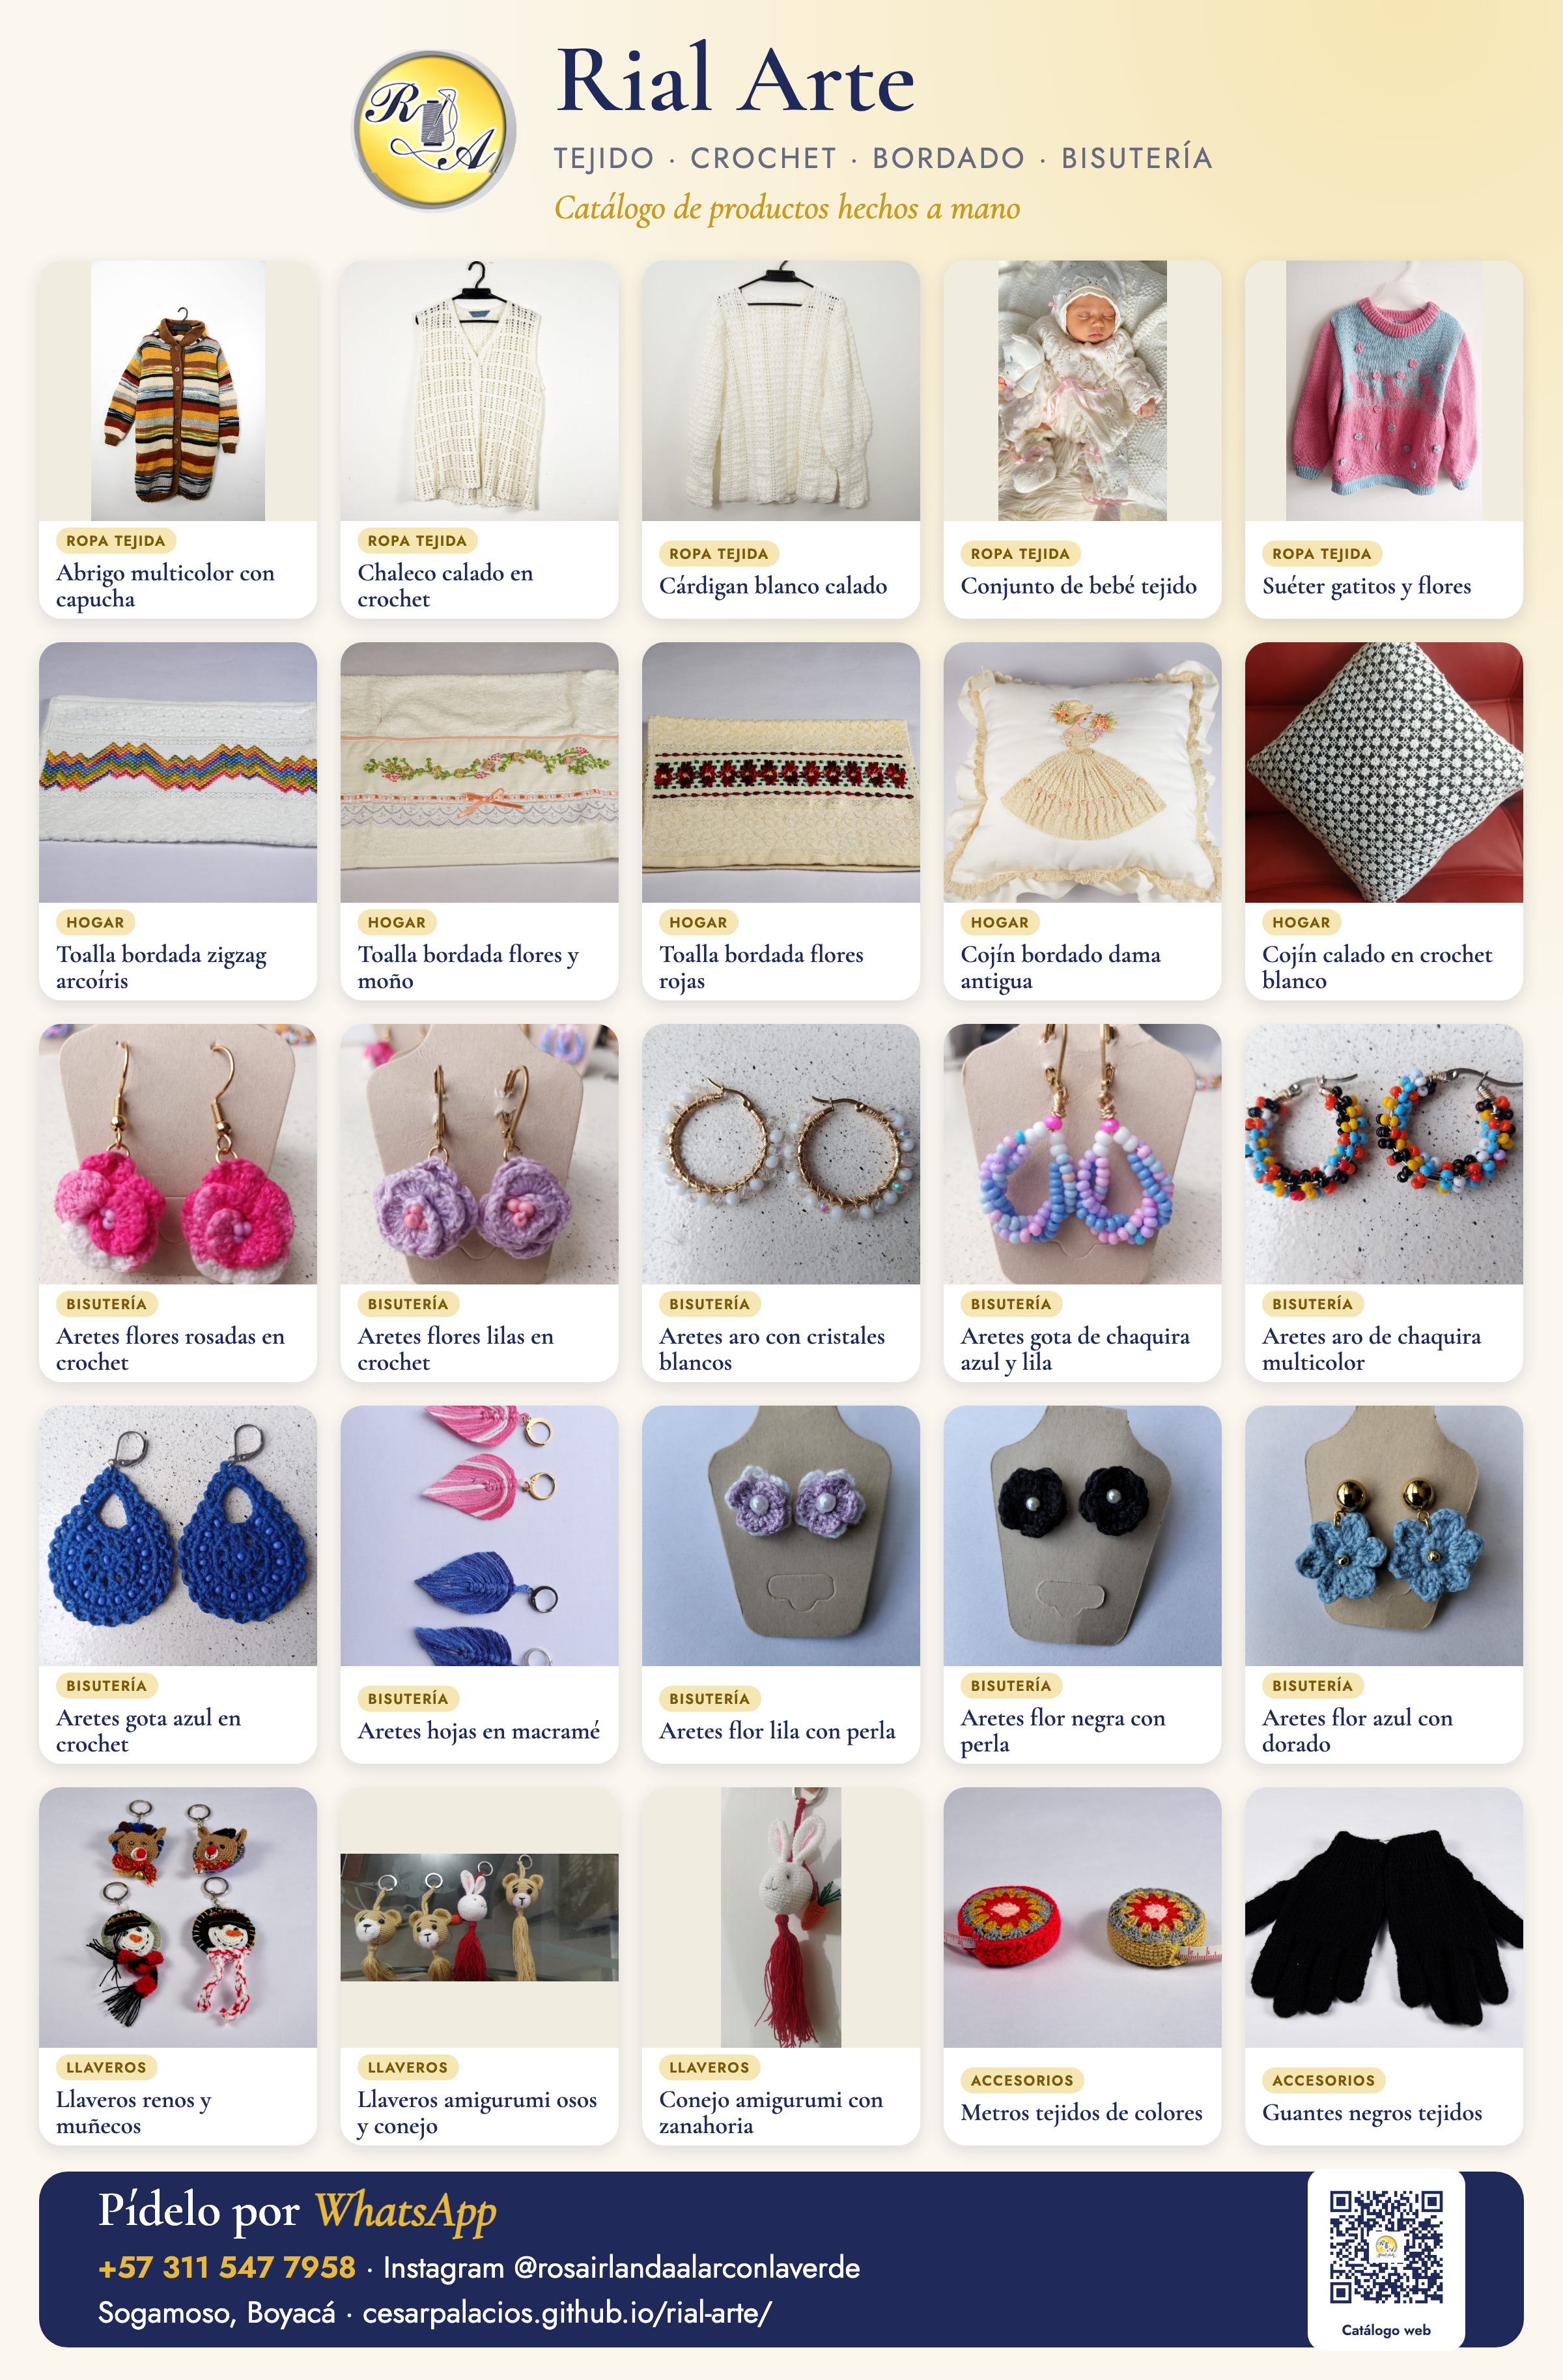 R A
Rial Arte
TEJIDO · CROCHET · BORDADO · BISUTERÍA
Catálogo de productos hechos a mano
ROPA TEJIDA
Abrigo multicolor con
capucha
ROPA TEJIDA
Chaleco calado en
crochet
ROPA TEJIDA
Cárdigan blanco calado
ROPA TEJIDA
Conjunto de bebé tejido
ROPA TEJIDA
Suéter gatitos y flores
HOGAR
Toalla bordada zigzag
arcoíris
HOGAR
Toalla bordada flores y
moño
HOGAR
Toalla bordada flores
rojas
HOGAR
Cojín bordado dama
antigua
HOGAR
Cojín calado en crochet
blanco
BISUTERÍA
Aretes flores rosadas en
crochet
BISUTERÍA
Aretes flores lilas en
crochet
BISUTERÍA
Aretes aro con cristales
blancos
BISUTERÍA
Aretes gota de chaquira
azul y lila
BISUTERÍA
Aretes aro de chaquira
multicolor
BISUTERÍA
Aretes gota azul en
crochet
BISUTERÍA
Aretes hojas en macramé
BISUTERÍA
Aretes flor lila con perla
BISUTERÍA
Aretes flor negra con
perla
BISUTERÍA
Aretes flor azul con
dorado
LLAVEROS
Llaveros renos y
muñecos
LLAVEROS
Llaveros amigurumi osos
y conejo
LLAVEROS
Conejo amigurumi con
zanahoria
ACCESORIOS
Metros tejidos de colores
ACCESORIOS
Guantes negros tejidos
Pídelo por WhatsApp
+57 311 547 7958 · Instagram @rosairlandaalarconlaverde
Sogamoso, Boyacá · cesarpalacios.github.io/rial-arte/
Catálogo web